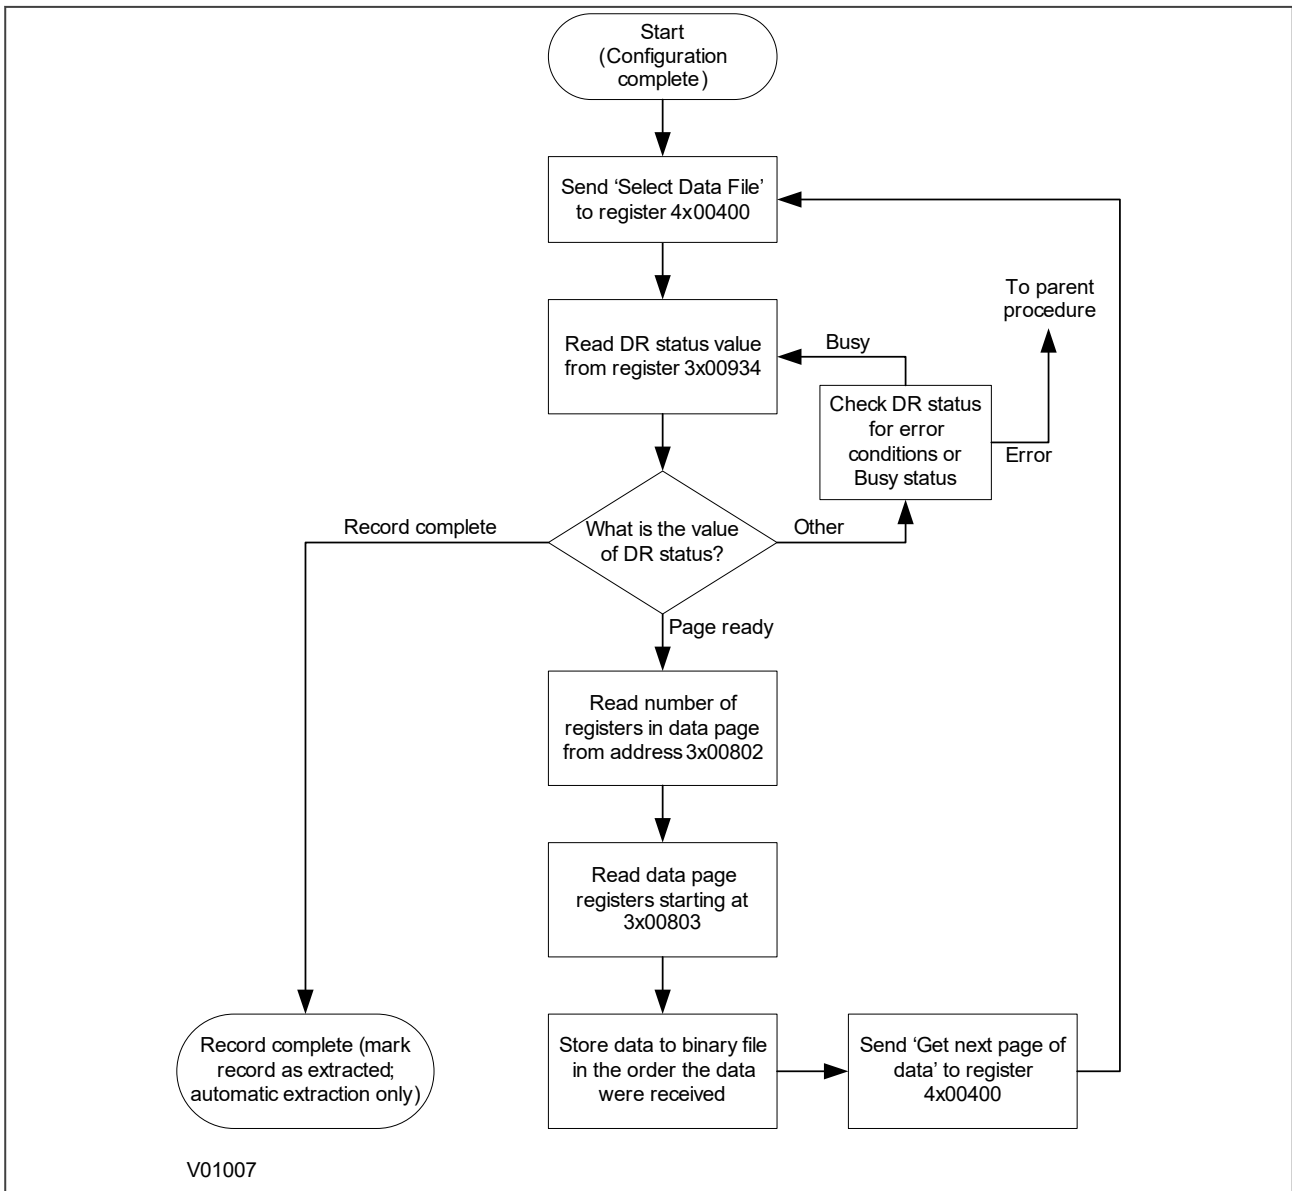 Start
(Configuration
complete)
Send ‘Select Data File’
to register 4x00400
To parent
procedure
Read DR status value
from register 3x00934
Busy
Check DR status
for error
conditions or
Busy status
Error
Record complete
What is the value
of DR status?
Other
Page ready
Read number of
registers in data page
from address 3x00802
Read data page
registers starting at
3x00803
Record complete (mark
record as extracted;
automatic extraction only)
Store data to binary file
in the order the data
were received
Send ‘Get next page of
data’ to register
4x00400
V01007